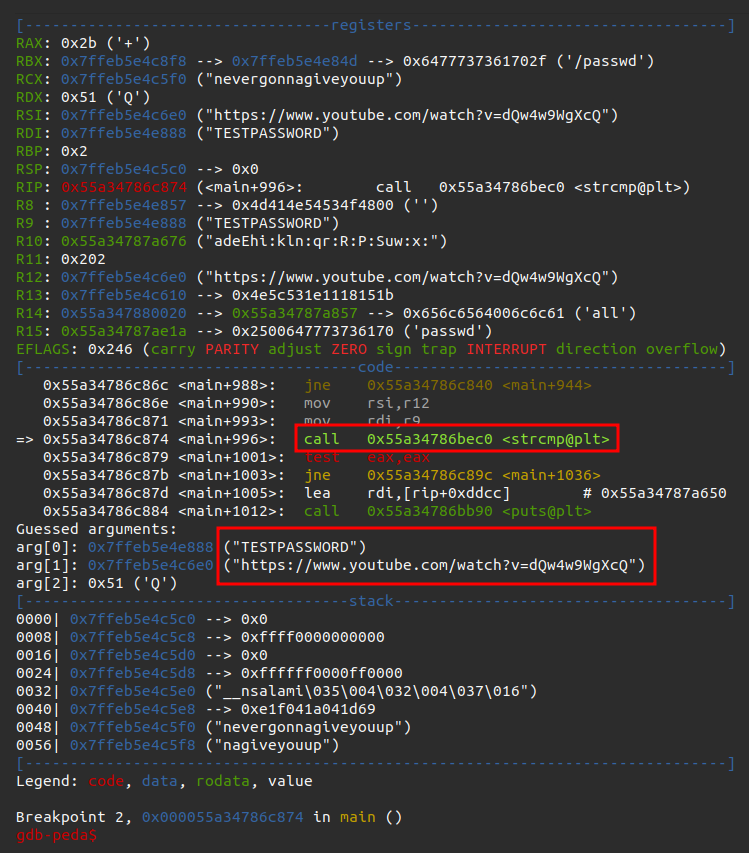 [----------------------------------registers-----------------------------------]
RAX: 0x2b ('+')
RBX: 0x7ffeb5e4c8f8 --> 0x7ffeb5e4e84d --> 0x6477737361702f ('/passwd')
RCX: 0x7ffeb5e4c5f0 ("nevergonnagiveyouup")
RDX: 0x51 ('Q')
RSI: 0x7ffeb5e4c6e0 ("https://www.youtube.com/watch?v=dQw4w9WgXcQ")
RDI: 0x7ffeb5e4e888 ("TESTPASSWORD")
RBP: 0x2
RSP: 0x7ffeb5e4c5c0 --> 0x0
RIP: 0x55a34786c874 (<main+996>:        call   0x55a34786bec0 <strcmp@plt>)
R8 : 0x7ffeb5e4e857 --> 0x4d414e54534f4800 ('')
R9 : 0x7ffeb5e4e888 ("TESTPASSWORD")
R10: 0x55a34787a676 ("adeEhi:kln:qr:R:P:Suw:x:")
R11: 0x202
R12: 0x7ffeb5e4c6e0 ("https://www.youtube.com/watch?v=dQw4w9WgXcQ")
R13: 0x7ffeb5e4c610 --> 0x4e5c531e1118151b
R14: 0x55a347880020 --> 0x55a34787a857 --> 0x656c6564006c6c61 ('all')
R15: 0x55a34787ae1a --> 0x2500647773736170 ('passwd')
EFLAGS: 0x246 (carry PARITY adjust ZERO sign trap INTERRUPT direction overflow)
[-------------------------------------code-------------------------------------]
   0x55a34786c86c <main+988>:   jne    0x55a34786c840 <main+944>
   0x55a34786c86e <main+990>:   mov    rsi,r12
   0x55a34786c871 <main+993>:   mov    rdi,r9
=> 0x55a34786c874 <main+996>:   call   0x55a34786bec0 <strcmp@plt>
   0x55a34786c879 <main+1001>:  test   eax,eax
   0x55a34786c87b <main+1003>:  jne    0x55a34786c89c <main+1036>
   0x55a34786c87d <main+1005>:  lea    rdi,[rip+0xddcc]        # 0x55a34787a650
   0x55a34786c884 <main+1012>:  call   0x55a34786bb90 <puts@plt>
Guessed arguments:
arg[0]: 0x7ffeb5e4e888 ("TESTPASSWORD")
arg[1]: 0x7ffeb5e4c6e0 ("https://www.youtube.com/watch?v=dQw4w9WgXcQ")
arg[2]: 0x51 ('Q')
[------------------------------------stack-------------------------------------]
0000| 0x7ffeb5e4c5c0 --> 0x0
0008| 0x7ffeb5e4c5c8 --> 0xffff0000000000
0016| 0x7ffeb5e4c5d0 --> 0x0
0024| 0x7ffeb5e4c5d8 --> 0xffffff0000ff0000
0032| 0x7ffeb5e4c5e0 ("__nsalami\035\004\032\004\037\016")
0040| 0x7ffeb5e4c5e8 --> 0xe1f041a041d69
0048| 0x7ffeb5e4c5f0 ("nevergonnagiveyouup")
0056| 0x7ffeb5e4c5f8 ("nagiveyouup")
[------------------------------------------------------------------------------]
Legend: code, data, rodata, value

Breakpoint 2, 0x000055a34786c874 in main ()
gdb-peda$